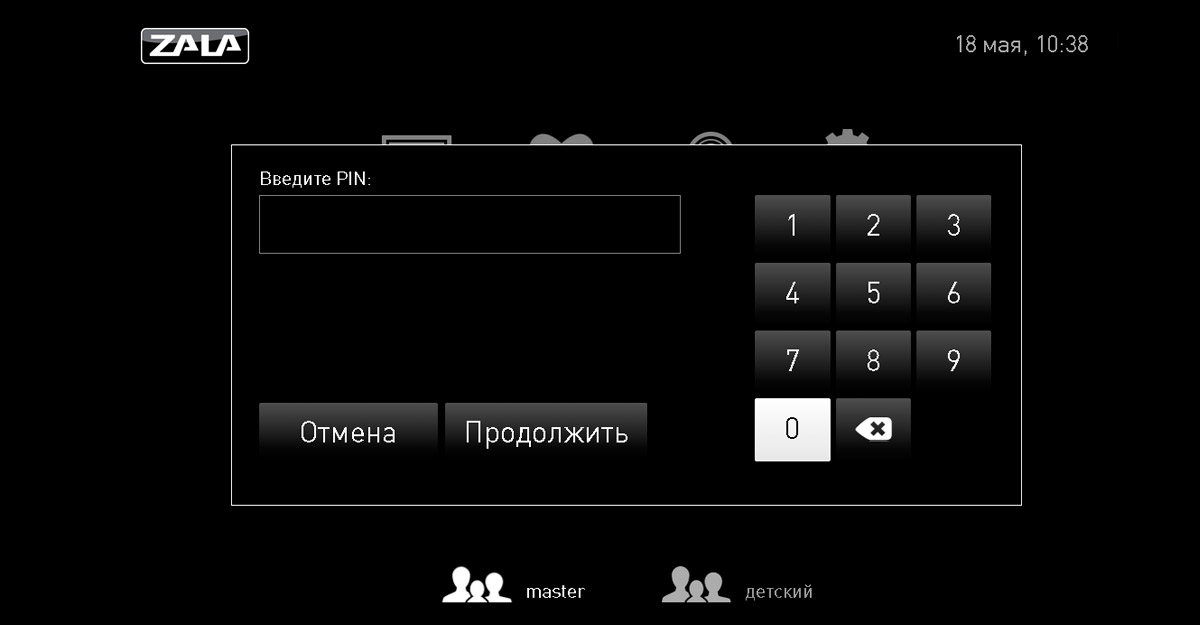 ZALA
18 мая, 10:38
Введите PIN:
1 2 3
4 5 6
7 8 9
0
Отмена Продолжить
master детский